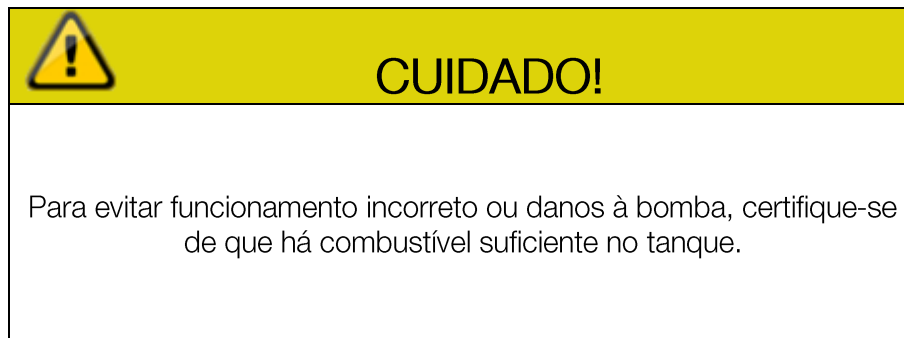 CUIDADO!
Para evitar funcionamento incorreto ou danos à bomba, certifique-se
de que há combustível suficiente no tanque.